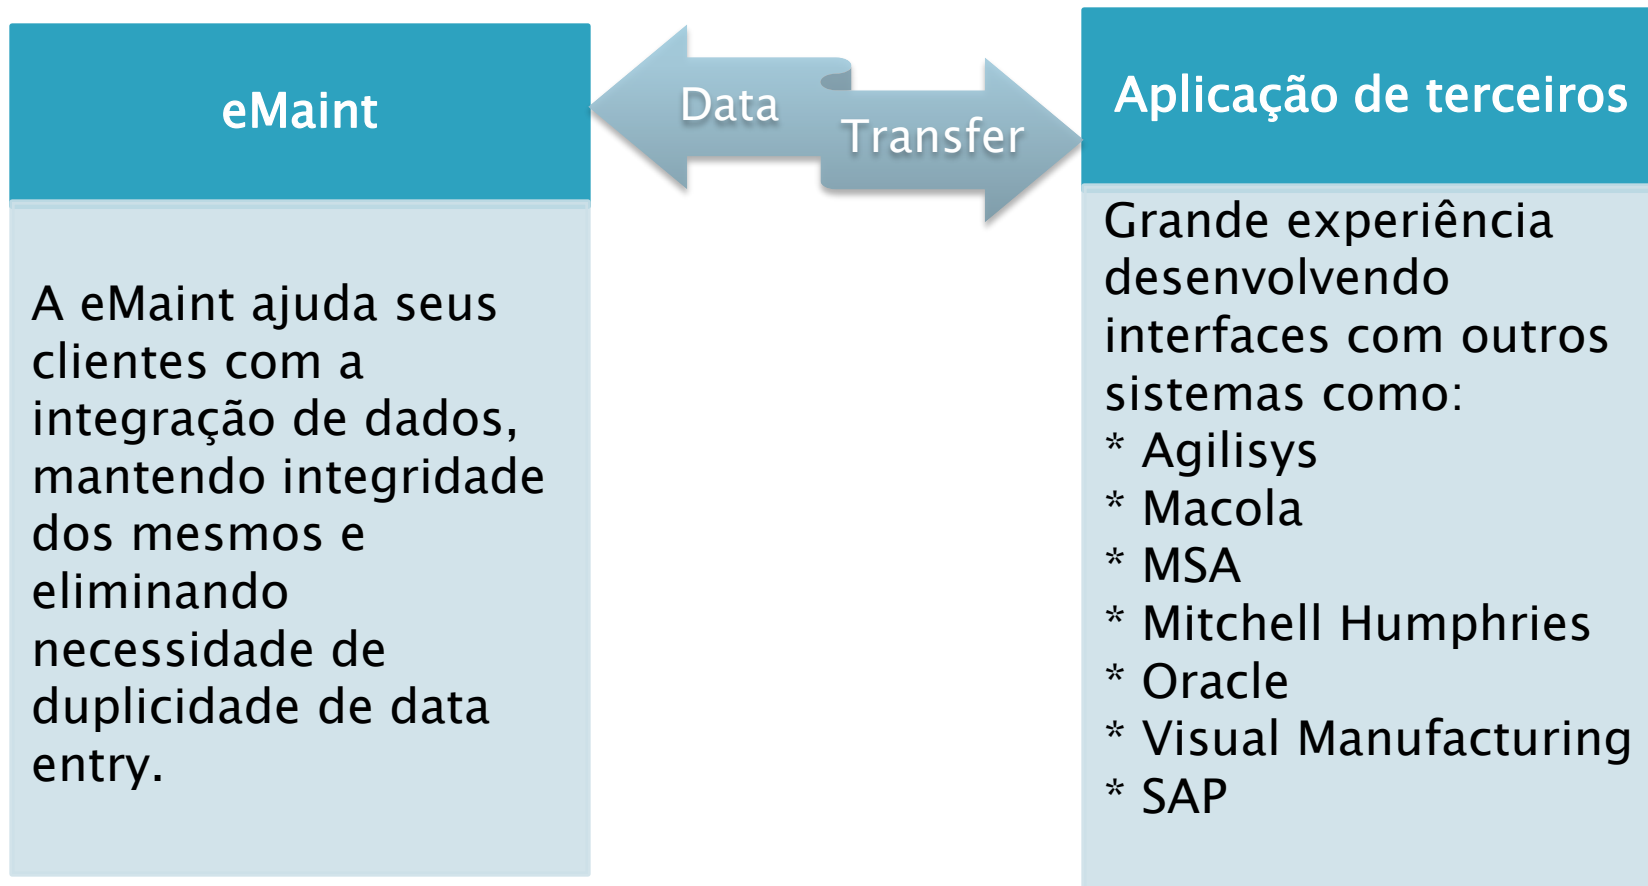 eMaint
A eMaint ajuda seus
clientes com a
integração de dados,
mantendo integridade
dos mesmos e
eliminando
necessidade de
duplicidade de data
entry.
Data
Transfer
Aplicação de terceiros
Grande experiência
desenvolvendo
interfaces com outros
sistemas como:
* Agilisys
* Macola
* MSA
* Mitchell Humphries
* Oracle
* Visual Manufacturing
* SAP